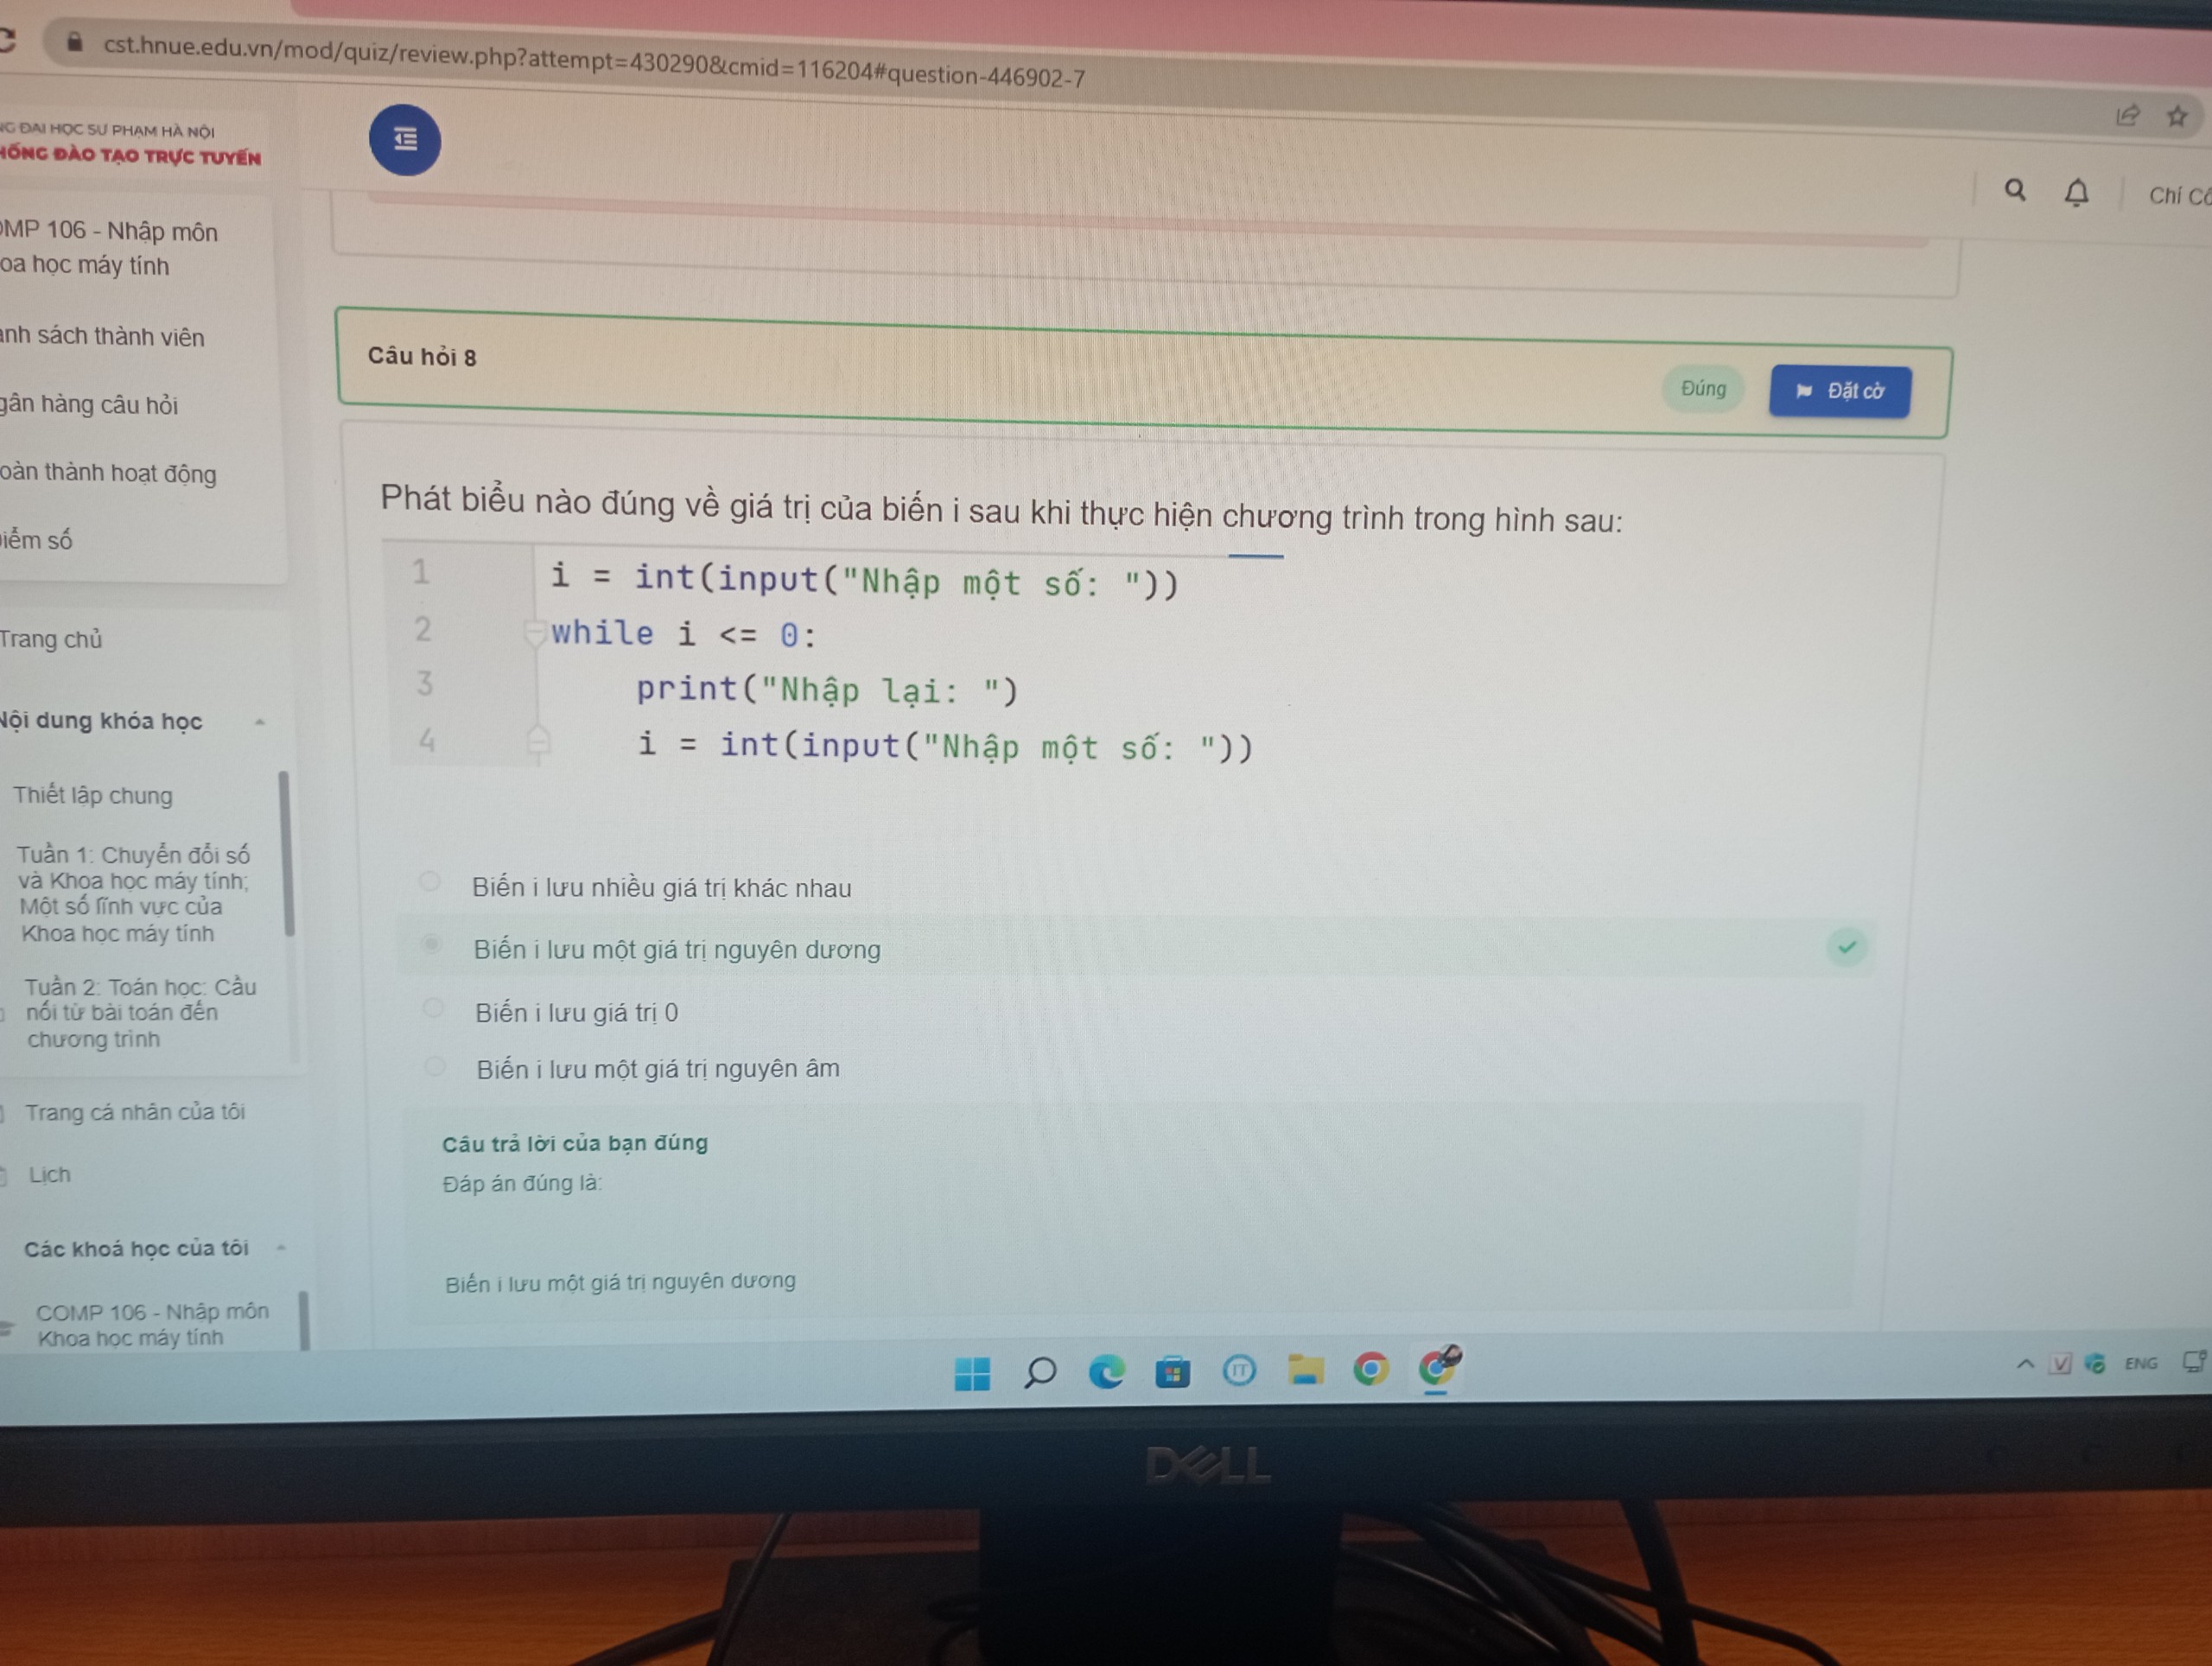 cst.hnue.edu.vn/mod/quiz/review.php?attempt=430290&cmid=116204#question-446902-7
ĐẠI HỌC SƯ PHẠM HÀ NỘI
ĐÀO TẠO TRỰC TUYẾN
Chí
MP 106 - Nhập môn
oa học máy tính
anh sách thành viên
gân hàng câu hỏi
oàn thành hoạt động
iểm số
Trang chủ
Nội dung khóa học
Thiết lập chung
Tuần 1: Chuyển đổi số
và Khoa học máy tính;
Một số lĩnh vực của
Khoa học máy tính
Tuần 2: Toán học: Cầu
nối từ bài toán đến
chương trình
Trang cá nhân của tôi
Lịch
Các khoá học của tôi
COMP 106 - Nhập môn
Khoa học máy tính
Câu hỏi 8
Đúng
Đặt cờ
Phát biểu nào đúng về giá trị của biến i sau khi thực hiện chương trình trong hình sau:
1 i = int(input("Nhập một số: "))
2 while i <= 0:
3 print("Nhập lại: ")
4 i = int(input("Nhập một số: "))
Biến i lưu nhiều giá trị khác nhau
Biến i lưu một giá trị nguyên dương
Biến i lưu giá trị 0
Biến i lưu một giá trị nguyên âm
Câu trả lời của bạn đúng
Đáp án đúng là:
Biến i lưu một giá trị nguyên dương
IT
V
ENG
DELL